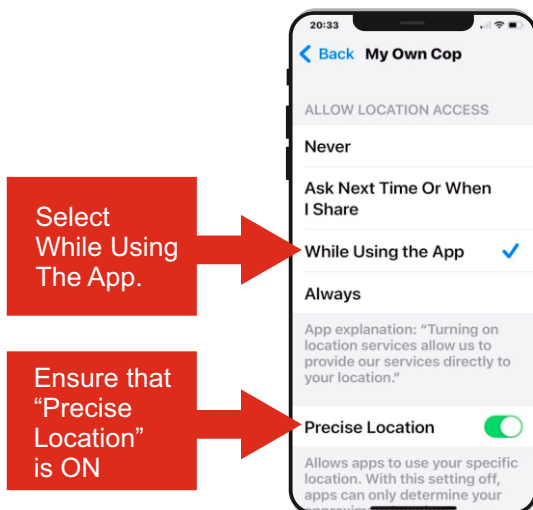 20:33
Back My Own Cop
ALLOW LOCATION ACCESS
Never
Ask Next Time Or When
I Share
While Using the App
Always
App explanation: “Turning on
location services allow us to
provide our services directly to
your location.”
Precise Location
Allows apps to use your specific
location. With this setting off,
apps can only determine your
Select
While Using
The App.
Ensure that
“Precise
Location”
is ON